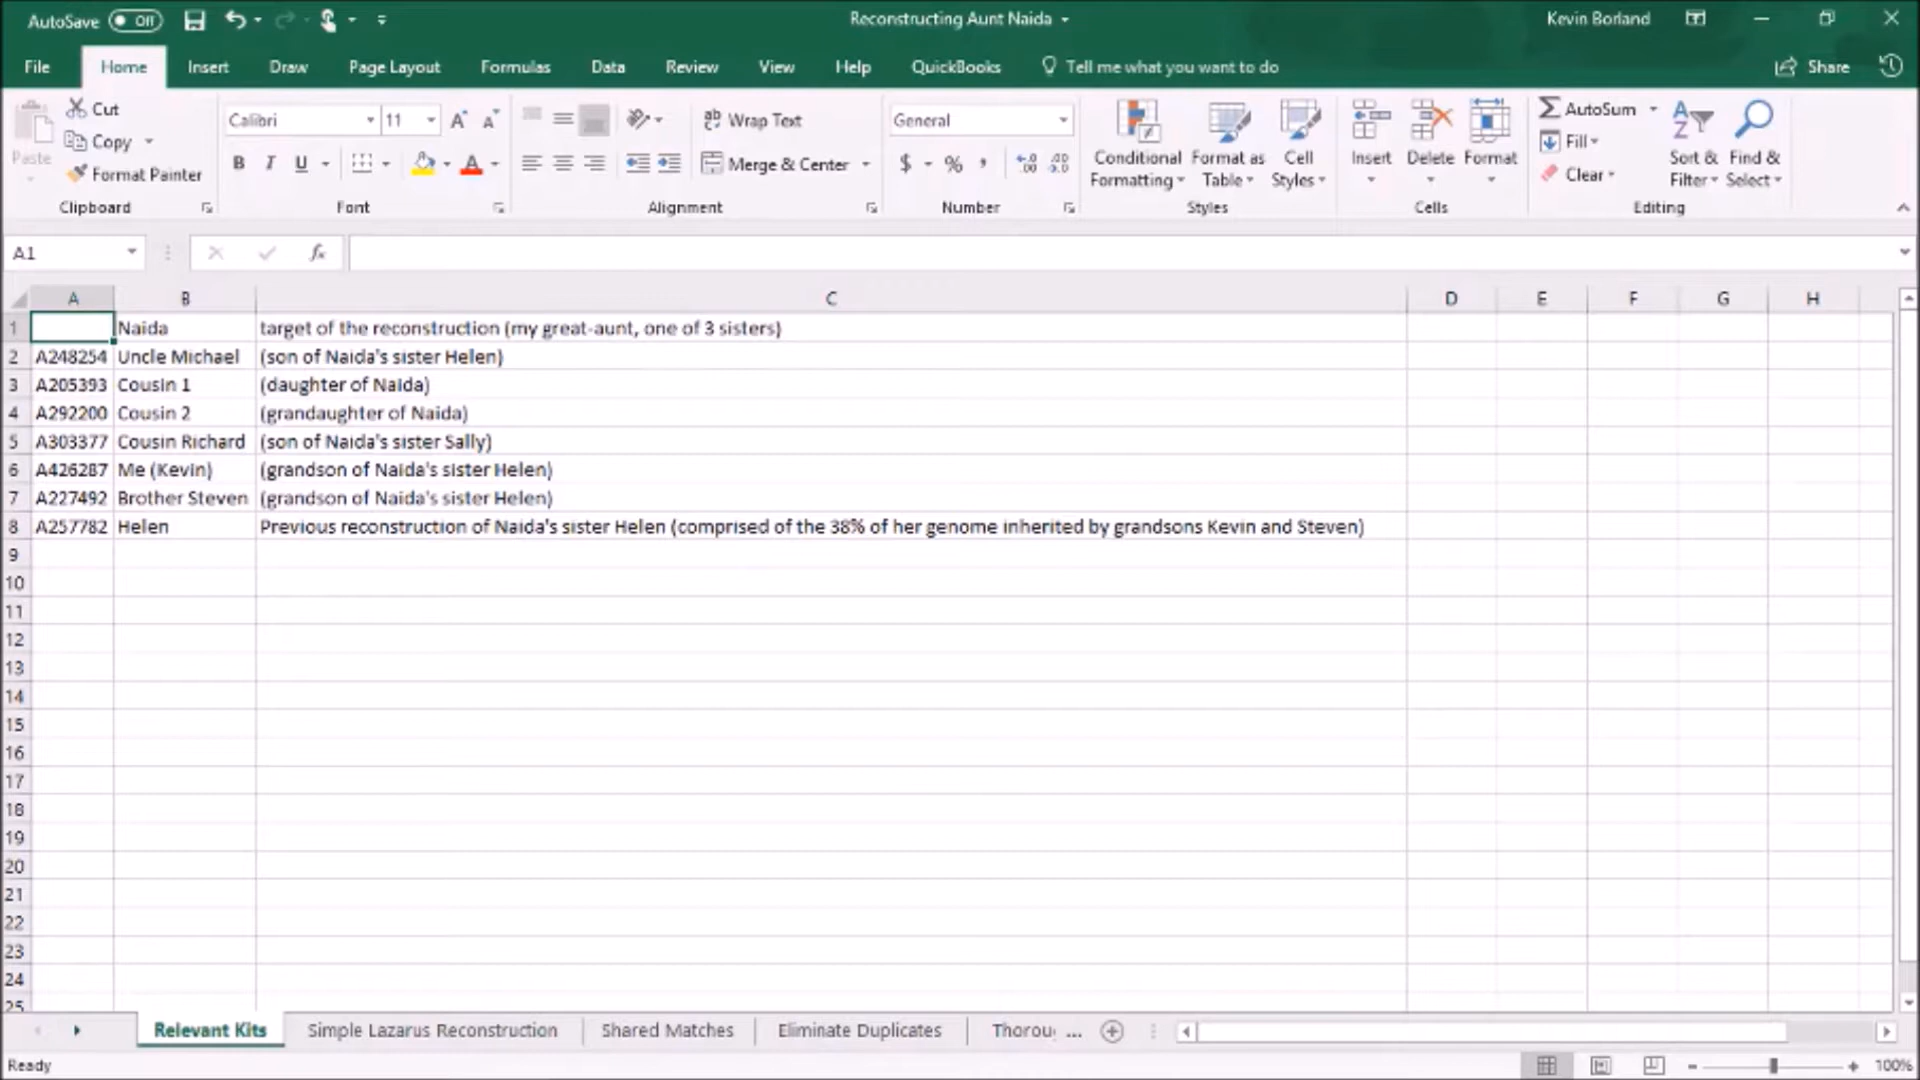 AutoSave Off Reconstructing Aunt Naida Kevin Borland
File Home Insert Draw Page Layout Formulas Data Review View Help QuickBooks Tell me what you want to do Share
Paste
Cut
Copy
Format Painter
Clipboard
Calibri 11
B I U A
Font
Wrap Text
Merge & Center
Alignment
General
$ % ,
Number
Conditional Formatting
Format as Table
Cell Styles
Styles
Insert Delete Format
Cells
AutoSum
Fill
Clear
Sort & Filter
Find & Select
Editing
A1 fx
A B C D E F G H
1 Naida target of the reconstruction (my great-aunt, one of 3 sisters)
2 A248254 Uncle Michael (son of Naida's sister Helen)
3 A205393 Cousin 1 (daughter of Naida)
4 A292200 Cousin 2 (grandaughter of Naida)
5 A303377 Cousin Richard (son of Naida's sister Sally)
6 A426287 Me (Kevin) (grandson of Naida's sister Helen)
7 A227492 Brother Steven (grandson of Naida's sister Helen)
8 A257782 Helen Previous reconstruction of Naida's sister Helen (comprised of the 38% of her genome inherited by grandsons Kevin and Steven)
9
10
11
12
13
14
15
16
17
18
19
20
21
22
23
24
25
Relevant Kits Simple Lazarus Reconstruction Shared Matches Eliminate Duplicates Thorou ...
Ready 100%